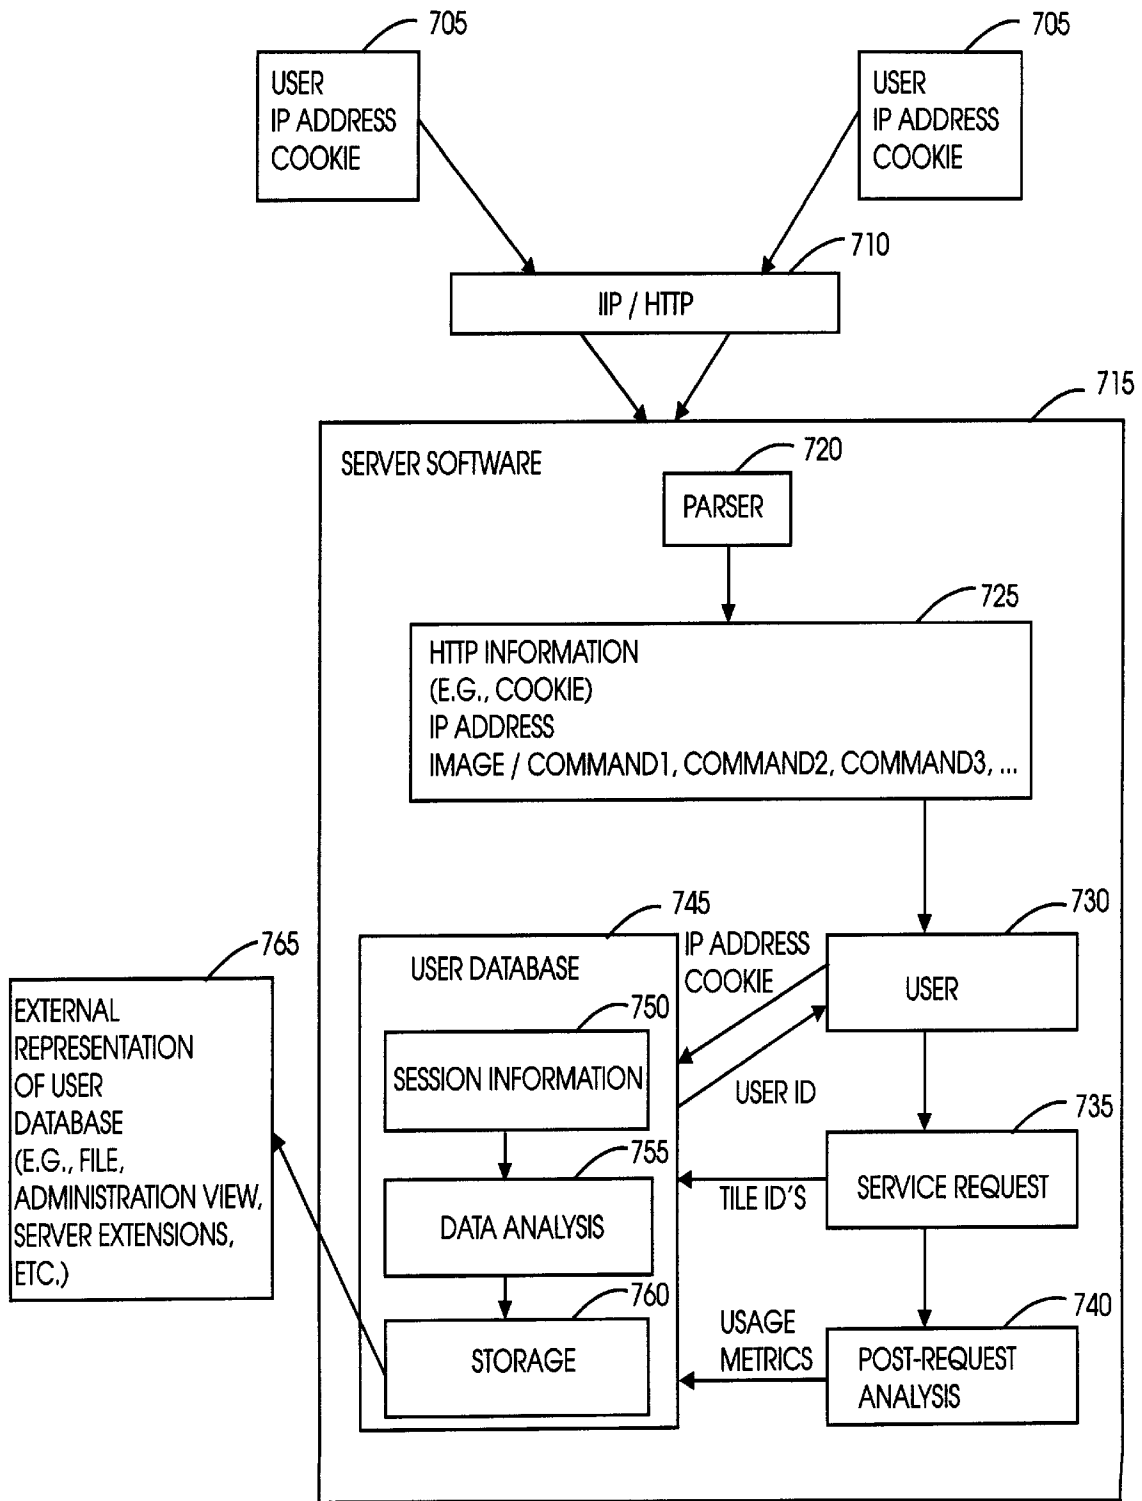 705
705
USER
IP ADDRESS
COOKIE
USER
IP ADDRESS
COOKIE
710
IIP / HTTP
715
SERVER SOFTWARE
720
PARSER
725
HTTP INFORMATION
(E.G., COOKIE)
IP ADDRESS
IMAGE / COMMAND1, COMMAND2, COMMAND3, ...
745
730
765
USER DATABASE
IP ADDRESS
COOKIE
USER
750
EXTERNAL
REPRESENTATION
OF USER
DATABASE
(E.G., FILE,
ADMINISTRATION VIEW,
SERVER EXTENSIONS,
ETC.)
SESSION INFORMATION
USER ID
735
755
SERVICE REQUEST
TILE ID'S
DATA ANALYSIS
760
740
USAGE
METRICS
STORAGE
POST-REQUEST
ANALYSIS